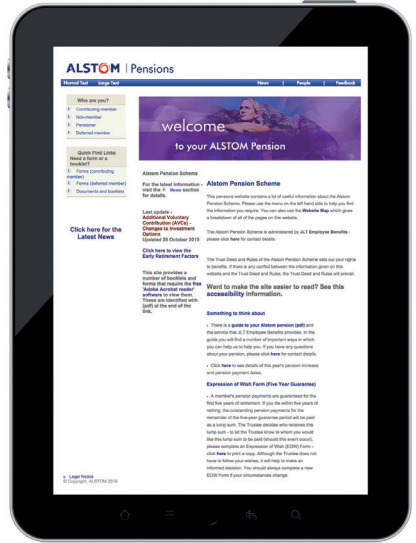 ALSTOM | Pensions
Normal Text Large Text News | People | Feedback
Who are you?
Contributing member
Non-member
Pensioner
Deferred member
Quick Find Links
Need a form or a
booklet?
Forms (contributing
member)
Forms (deferred member)
Documents and booklets
Click here for the
Latest News
welcome
to your ALSTOM Pension
Alstom Pension Scheme
For the latest information -
visit the News section
for details.
Last update -
Additional Voluntary
Contribution (AVCs) -
Changes to Investment
Options
Updated 26 October 2015
Click here to view the
Early Retirement Factors
This site provides a
number of booklets and
forms that require the free
'Adobe Acrobat reader'
software to view them.
These are identified with
(pdf) at the end of the
link.
Alstom Pension Scheme
This pensions website contains a lot of useful information about the Alstom
Pension Scheme. Please use the menu on the left hand side to help you find
the information you require. You can also use the Website Map which gives
a breakdown of all of the pages on this website.
The Alstom Pension Scheme is administered by JLT Employee Benefits -
please click here for contact details.
The Trust Deed and Rules of the Alstom Pension Scheme sets out your rights
to benefits. If there is any conflict between the information given on this
website and the Trust Deed and Rules, the Trust Deed and Rules will prevail.
Want to make the site easier to read? See this
accessibility information.
Something to think about
There is a guide to your Alstom pension (pdf) and
the service that JLT Employee Benefits provides. In the
guide you will find a number of important ways in which
you can help us to help you. If you have any questions
about your pension, please click here for contact details.
Click here to see details of this year's pension increase
and pension payment dates.
Expression of Wish Form (Five Year Guarantee)
A member's pension payments are guaranteed for the
first five years of retirement. If you die within five years of
retiring, the outstanding pension payments for the
remainder of the five-year guarantee period will be paid
as a lump sum. The Trustee decides who receives this
lump sum - to let the Trustee know to whom you would
like this lump sum to be paid (should this event occur),
please complete an Expression of Wish (EOW) Form –
click here to print a copy. Although the Trustee does not
have to follow your wishes, it will help to make an
informed decision. You should always complete a new
EOW Form if your circumstances change.
Legal Notice
© Copyright, ALSTOM 2016